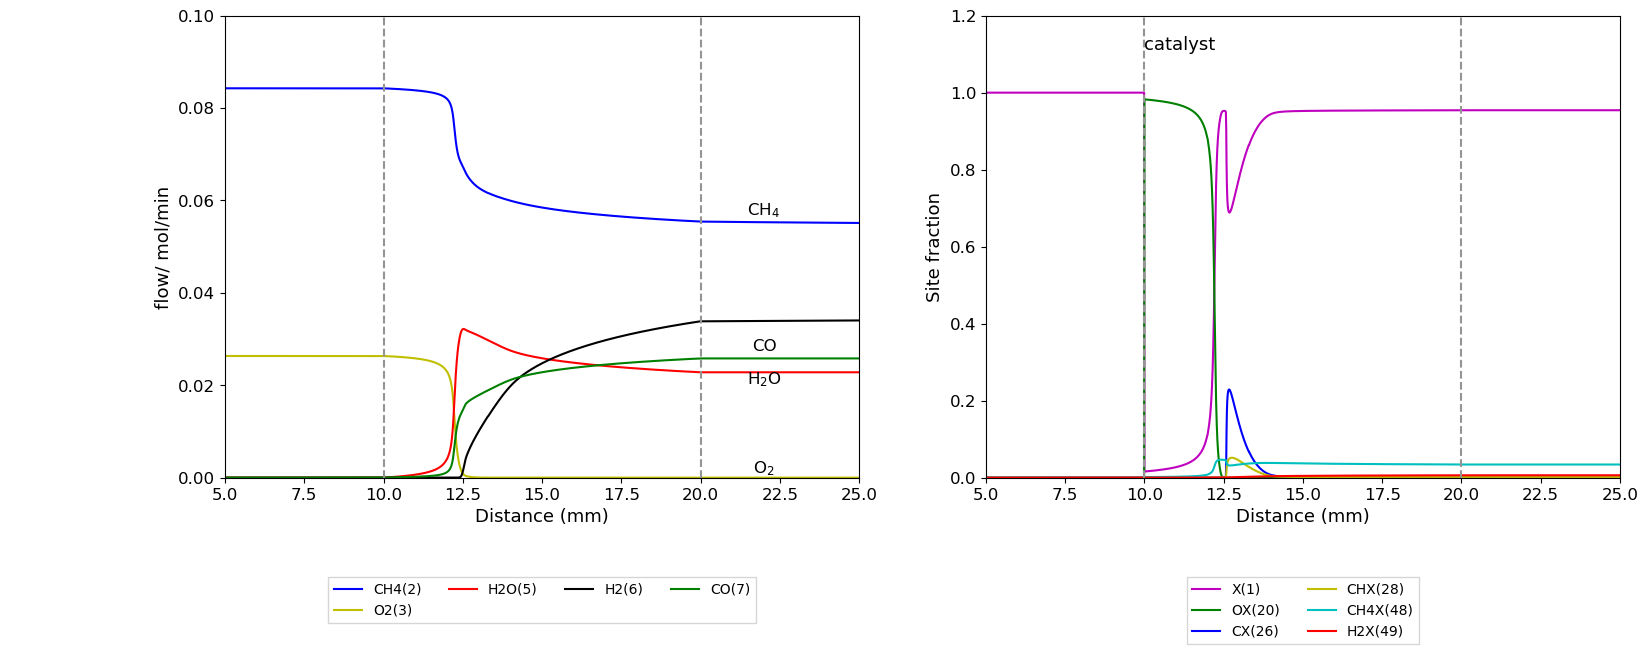 0.10
0.08
0.06
0.04
0.02
0.00
flow/ mol/min
CH₄
CO
H₂O
O₂
5.0 7.5 10.0 12.5 15.0 17.5 20.0 22.5 25.0
Distance (mm)
CH4(2) H2O(5) H2(6) CO(7)
O2(3)
1.2
1.0
0.8
0.6
0.4
0.2
0.0
Site fraction
catalyst
5.0 7.5 10.0 12.5 15.0 17.5 20.0 22.5 25.0
Distance (mm)
X(1) CHX(28)
OX(20) CH4X(48)
CX(26) H2X(49)